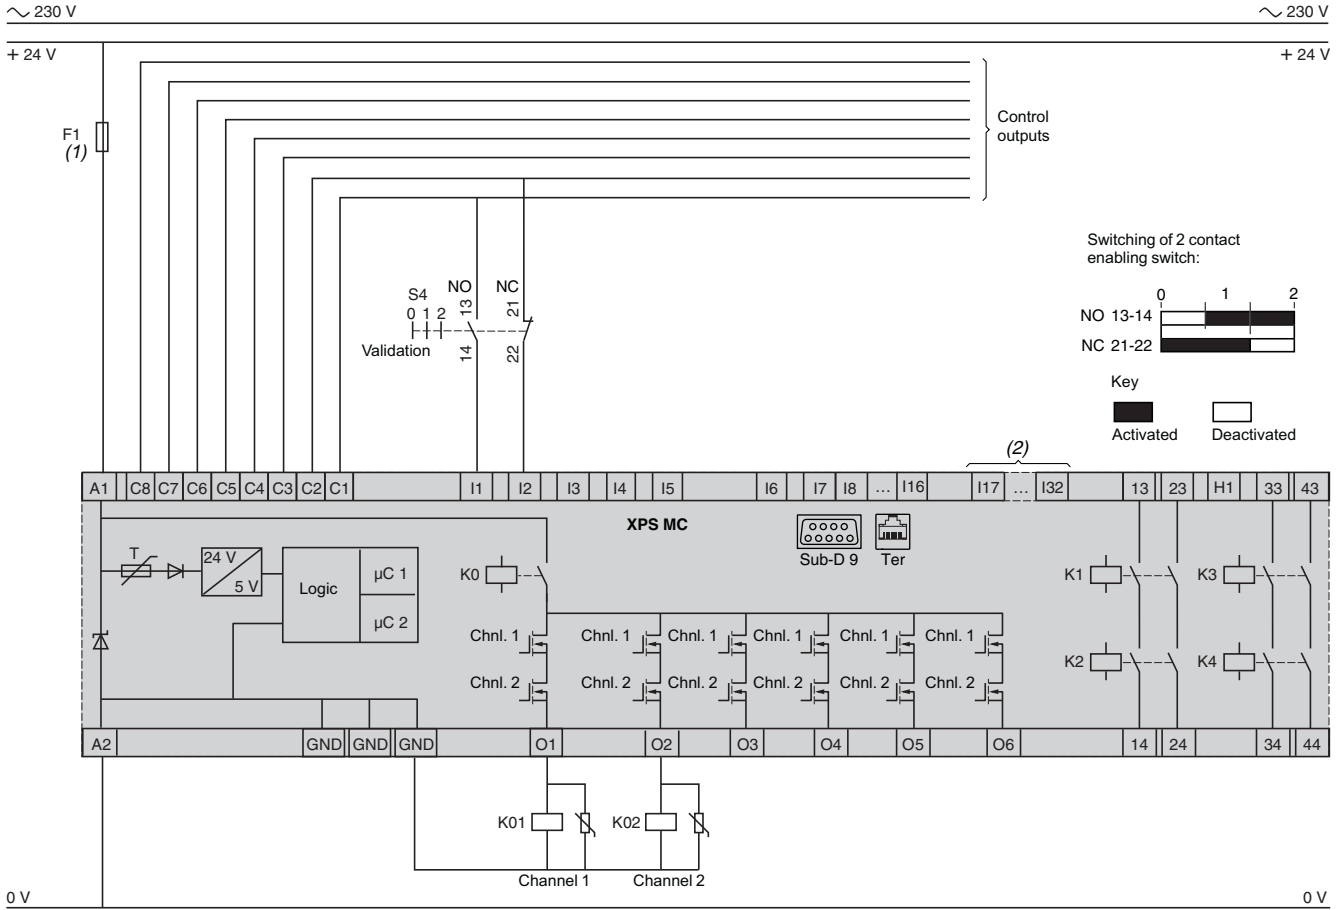 230 V 230 V
+ 24 V + 24 V
F1
(1)
Control
outputs
Switching of 2 contact
enabling switch:
0 1 2
NO 13-14
NC 21-22
Key
Activated Deactivated
S4 NO NC
0 1 2 13 21
Validation 14 22
(2)
A1 C8 C7 C6 C5 C4 C3 C2 C1 I1 I2 I3 I4 I5 I6 I7 I8 ... I16 I17 ... I32 13 23 H1 33 43
XPS MC
Sub-D 9 Ter
T 24 V
5 V
Logic µC 1
µC 2
K0 K1 K3
Chnl. 1 Chnl. 1 Chnl. 1 Chnl. 1 Chnl. 1 Chnl. 1
K2 K4
Chnl. 2 Chnl. 2 Chnl. 2 Chnl. 2 Chnl. 2 Chnl. 2
A2 GND GND GND O1 O2 O3 O4 O5 O6 14 24 34 44
K01 K02
Channel 1 Channel 2
0 V 0 V